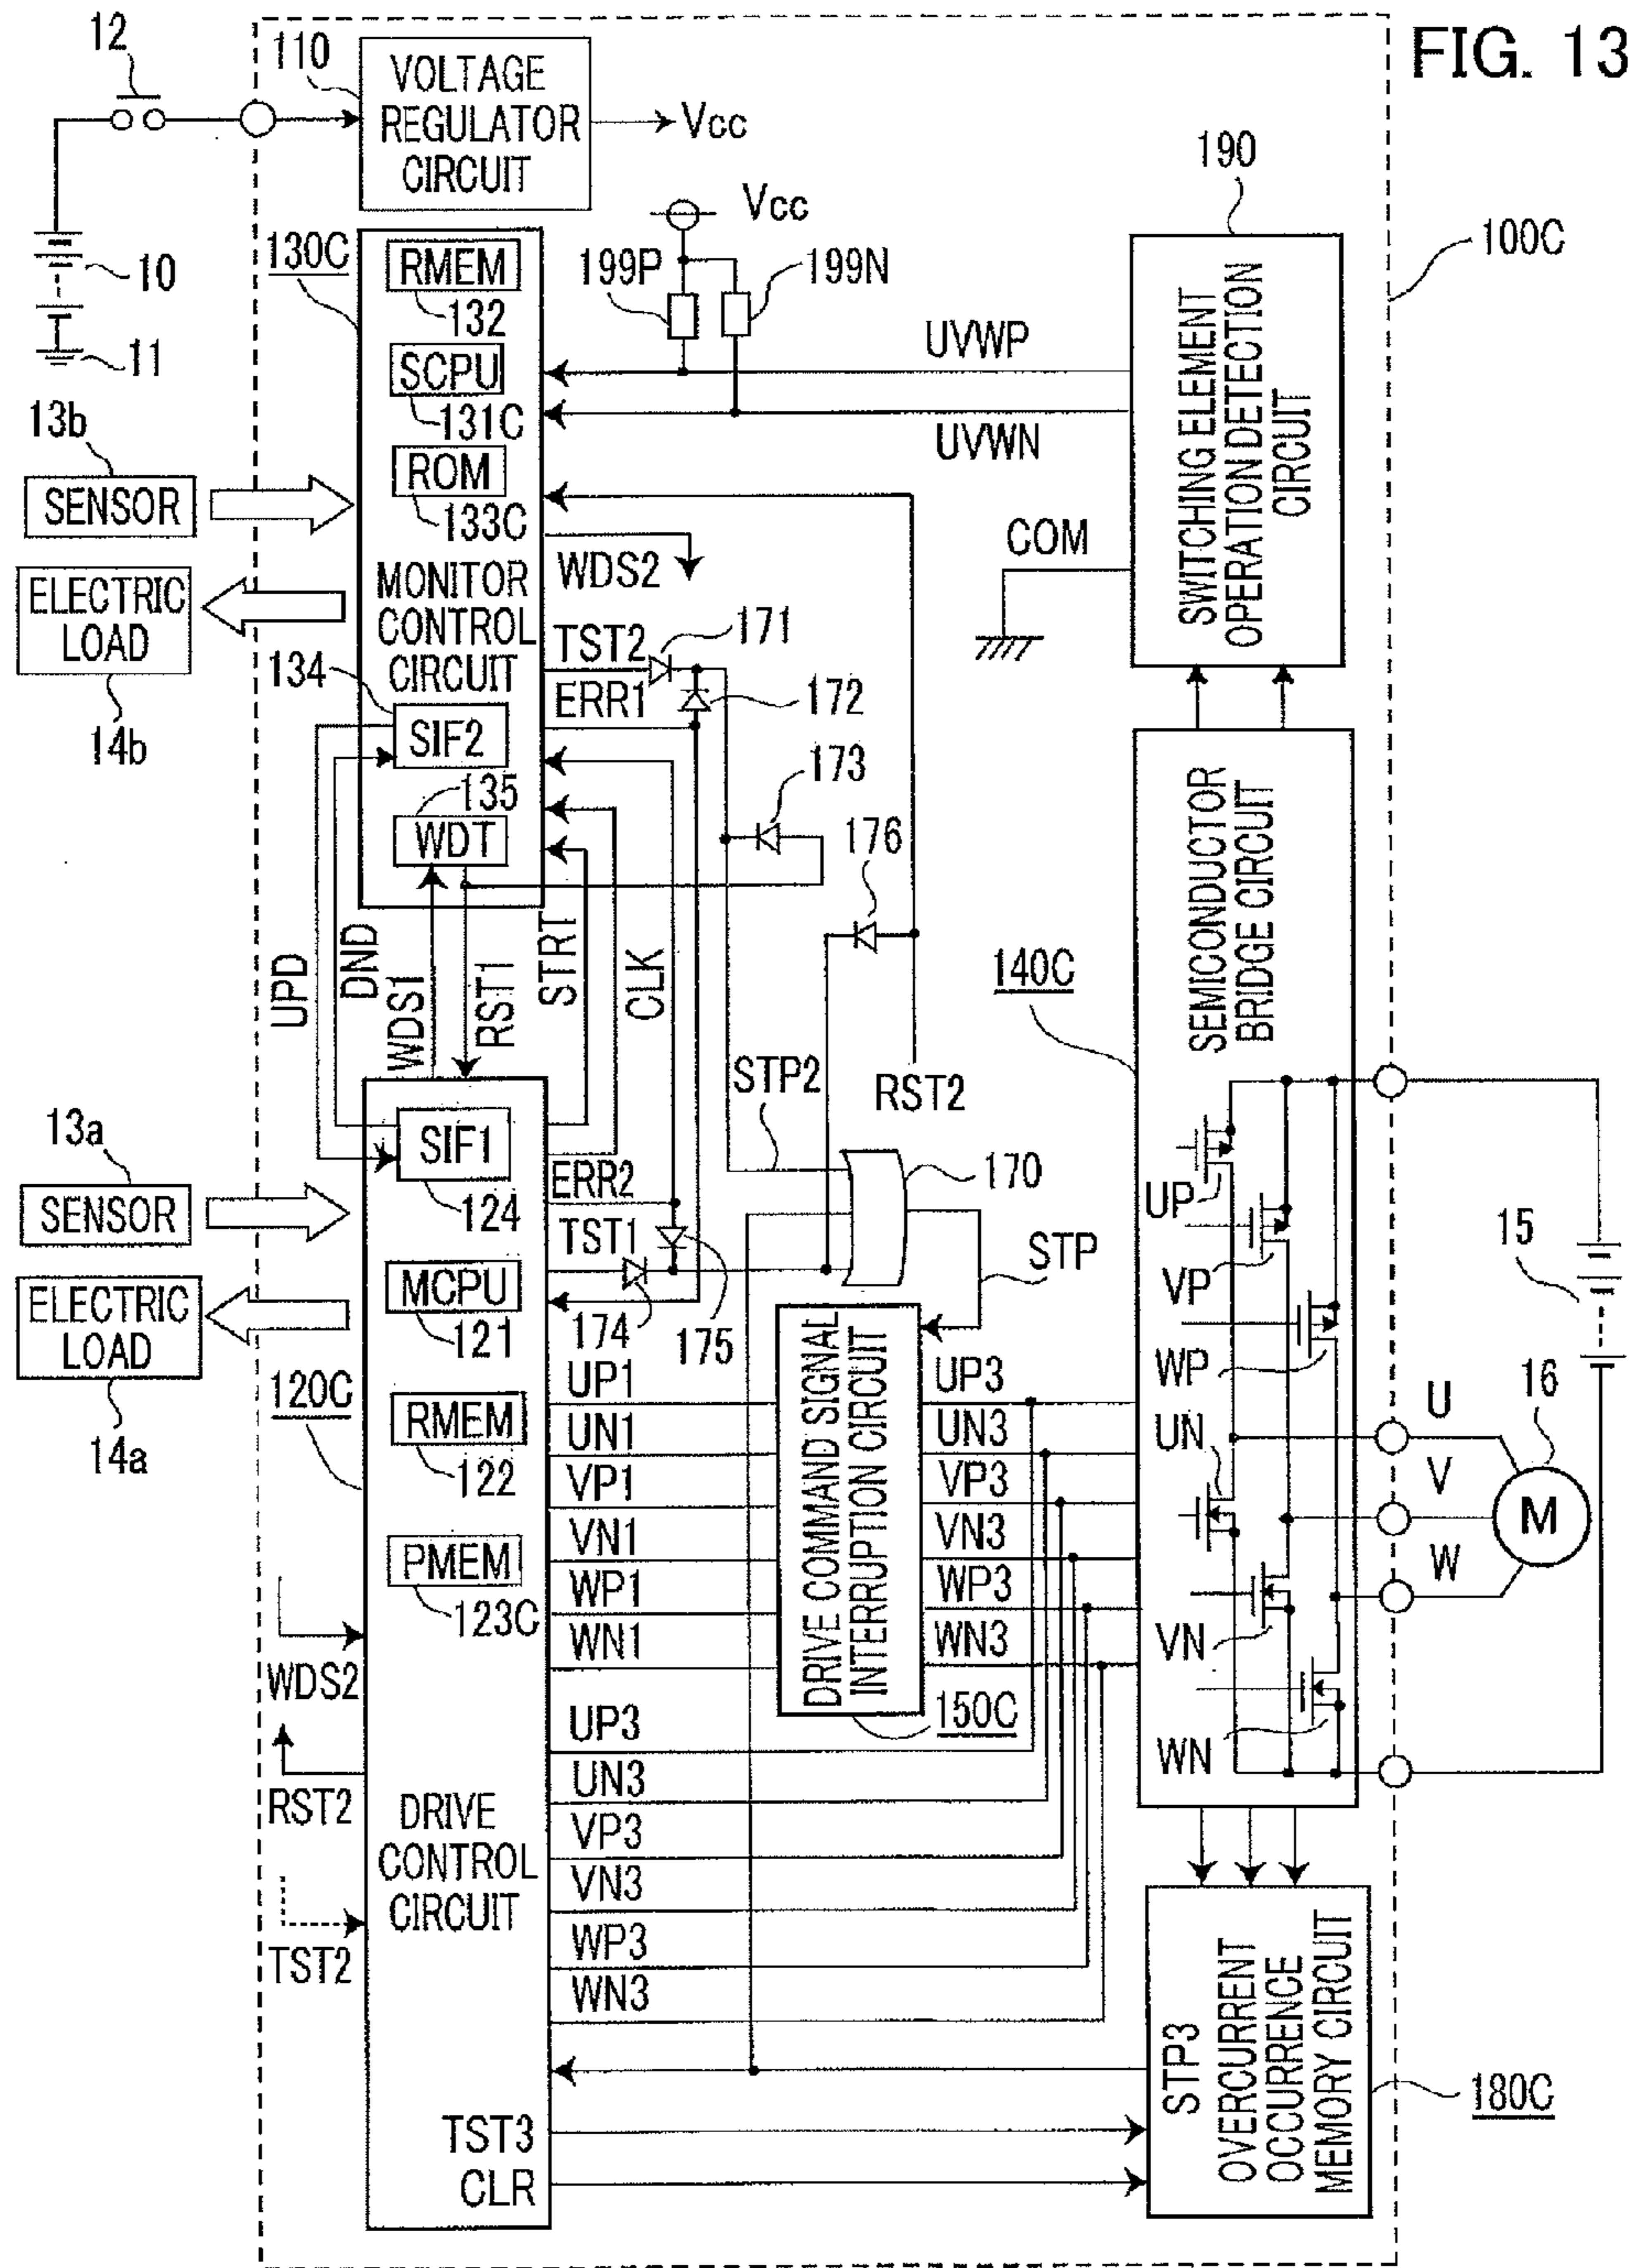 FIG. 13
12
110
VOLTAGE
REGULATOR
CIRCUIT
Vcc
10
11
130C
RMEM
132
SCPU
131C
ROM
133C
MONITOR
CONTROL
CIRCUIT
134
SIF2
135
WDT
Vcc
199P
199N
UVWP
UVWN
190
SWITCHING ELEMENT
OPERATION DETECTION
CIRCUIT
100C
COM
13b
SENSOR
ELECTRIC
LOAD
14b
WDS2
TST2
171
ERR1
172
173
176
UPD
DND
WDS1
RST1
STRT
CLK
STP2
RST2
140C
SEMICONDUCTOR
BRIDGE CIRCUIT
13a
SENSOR
ELECTRIC
LOAD
14a
SIF1
124
ERR2
TST1
174
175
170
STP
MCPU
121
120C
RMEM
122
PMEM
123C
UP1
UN1
VP1
VN1
WP1
WN1
DRIVE COMMAND SIGNAL
INTERRUPTION CIRCUIT
150C
UP3
UN3
VP3
VN3
WP3
WN3
UP
VP
WP
UN
VN
WN
15
16
U
V
W
M
WDS2
RST2
TST2
DRIVE
CONTROL
CIRCUIT
UP3
UN3
VP3
VN3
WP3
WN3
TST3
CLR
STP3
OVERCURRENT
OCCURRENCE
MEMORY CIRCUIT
180C